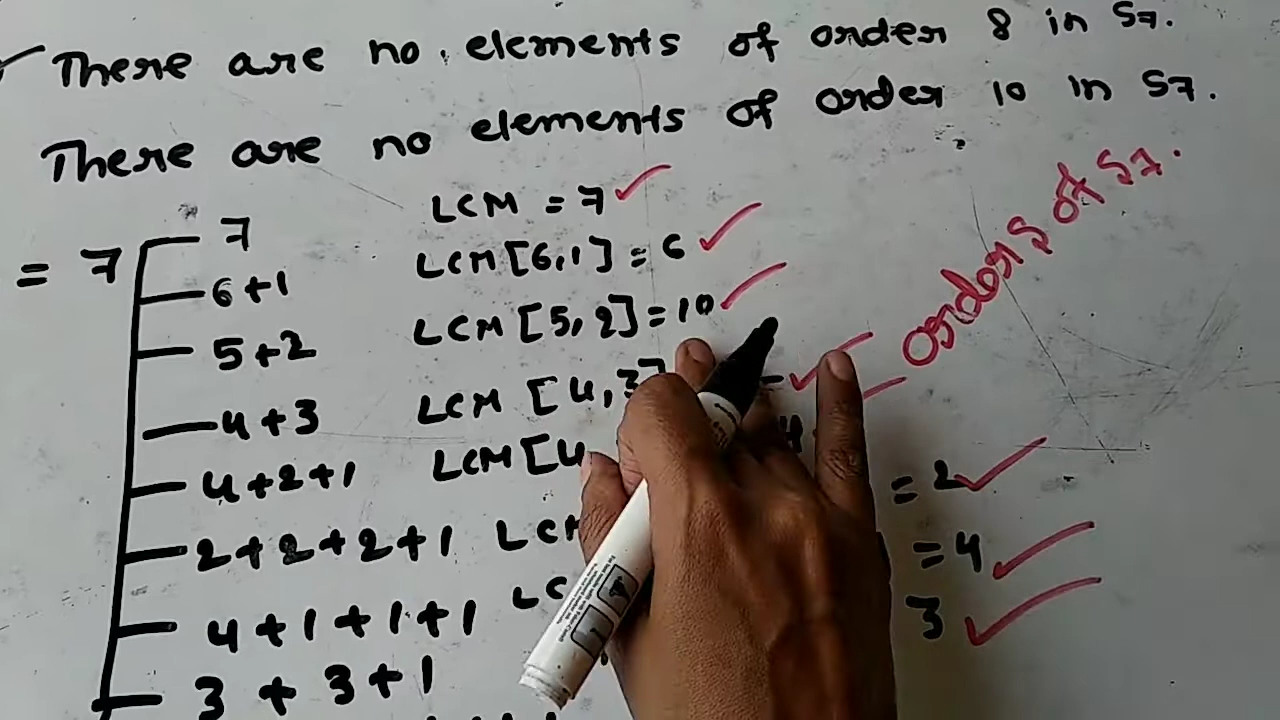 There are no elements of order 8 in S7.
There are no elements of order 10 in S7.
= 7
7 LCM = 7
6+1 LCM [6,1] = 6
5+2 LCM [5,2] = 10
4+3 LCM [4,3]
4+2+1 LCM [4 4
2+2+2+1 LCM = 2
4+1+1+1 LC = 4
3+3+1 3
orders of S7.